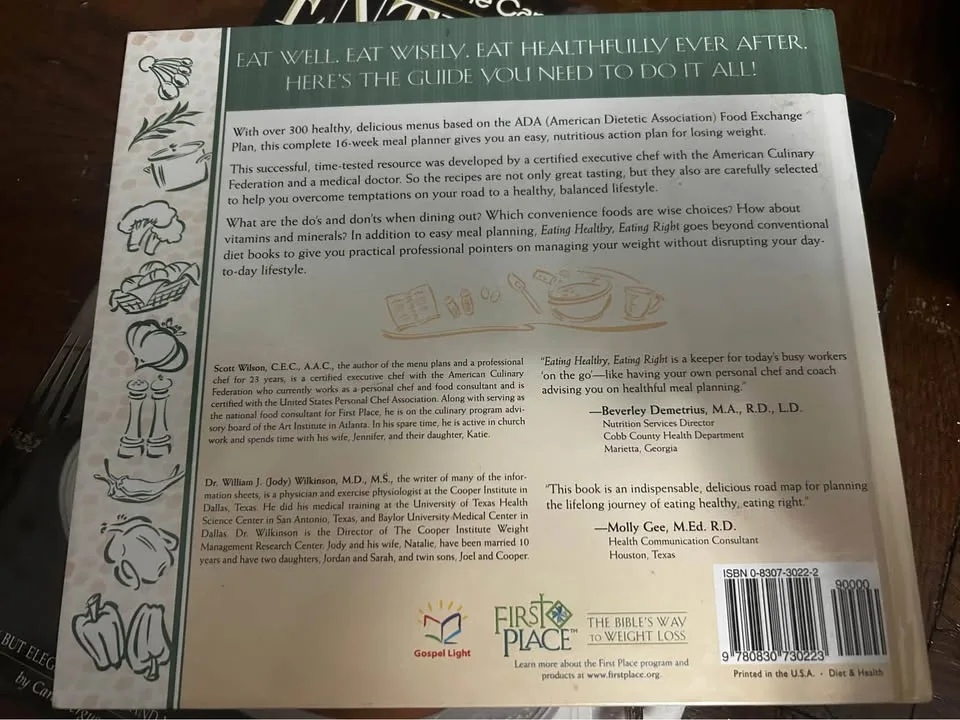 EAT WELL. EAT WISELY. EAT HEALTHFULLY EVER AFTER.
HERE'S THE GUIDE YOU NEED TO DO IT ALL!
With over 300 healthy, delicious menus based on the ADA (American Dietetic Association) Food Exchange
Plan, this complete 16-week meal planner gives you an easy, nutritious action plan for losing weight.
This successful, time-tested resource was developed by a certified executive chef with the American Culinary
Federation and a medical doctor. So the recipes are not only great tasting, but they also are carefully selected
to help you overcome temptations on your road to a healthy, balanced lifestyle.
What are the do's and don'ts when dining out? Which convenience foods are wise choices? How about
vitamins and minerals? In addition to easy meal planning, Eating Healthy, Eating Right goes beyond conventional
diet books to give you practical professional pointers on managing your weight without disrupting your day-
to-day lifestyle.
Scott Wilson, C.E.C., A.A.C., the author of the menu plans and a professional
chef for 23 years, is a certified executive chef with the American Culinary
Federation who currently works as a personal chef and food consultant and is
certified with the United States Personal Chef Association. Along with serving as
the national food consultant for First Place, he is on the culinary program advi-
sory board of the Art Institute in Atlanta. In his spare time, he is active in church
work and spends time with his wife, Jennifer, and their daughter, Katie.
Dr. William J. (Jody) Wilkinson, M.D., M.S., the writer of many of the infor-
mation sheets, is a physician and exercise physiologist at the Cooper Institute in
Dallas, Texas. He did his medical training at the University of Texas Health
Science Center in San Antonio, Texas, and Baylor University Medical Center in
Dallas. Dr. Wilkinson is the Director of The Cooper Institute Weight
Management Research Center. Jody and his wife, Natalie, have been married 10
years and have two daughters, Jordan and Sarah, and twin sons, Joel and Cooper.
"Eating Healthy, Eating Right is a keeper for today's busy workers
'on the go'—like having your own personal chef and coach
advising you on healthful meal planning."
—Beverley Demetrius, M.A., R.D., L.D.
Nutrition Services Director
Cobb County Health Department
Marietta, Georgia
"This book is an indispensable, delicious road map for planning
the lifelong journey of eating healthy, eating right."
—Molly Gee, M.Ed. R.D.
Health Communication Consultant
Houston, Texas
Gospel Light
FIRST
PLACE™
THE BIBLE'S WAY
TO WEIGHT LOSS
Learn more about the First Place program and
products at www.firstplace.org.
ISBN 0-8307-3022-2
90000
9 780830 730223
Printed in the U.S.A. • Diet & Health
BUT ELEG
by Car